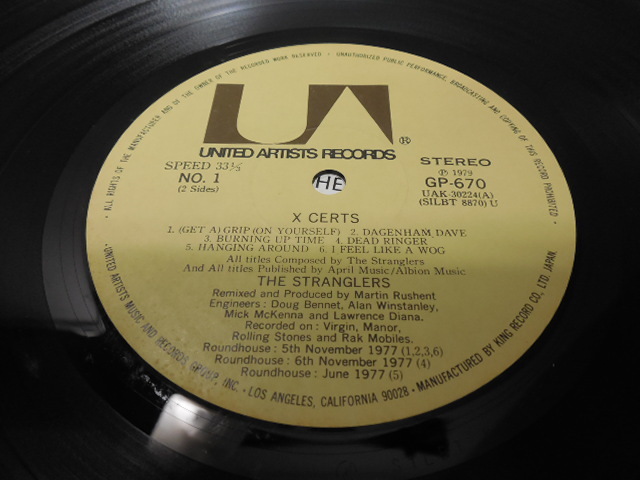 · ALL RIGHTS OF THE MANUFACTURER AND OF THE OWNER OF THE RECORDED WORK RESERVED · UNAUTHORIZED PUBLIC PERFORMANCE, BROADCASTING AND COPYING OF THIS RECORD PROHIBITED ·
UA
®
UNITED ARTISTS RECORDS
SPEED 33⅓
NO. 1
(2 Sides)
HE
STEREO
Ⓟ 1979
GP-670
UAK-30224(A)
(SILBT 8870) U
X CERTS
1. (GET A) GRIP (ON YOURSELF) 2. DAGENHAM DAVE
3. BURNING UP TIME 4. DEAD RINGER
5. HANGING AROUND 6. I FEEL LIKE A WOG
All titles Composed by The Stranglers
And All titles Published by April Music/Albion Music
THE STRANGLERS
Remixed and Produced by Martin Rushent
Engineers : Doug Bennet, Alan Winstanley,
Mick McKenna and Lawrence Diana.
Recorded on : Virgin, Manor,
Rolling Stones and Rak Mobiles.
Roundhouse : 5th November 1977 (1,2,3,6)
Roundhouse : 6th November 1977 (4)
Roundhouse : June 1977 (5)
UNITED ARTISTS MUSIC AND RECORDS GROUP, INC. · LOS ANGELES, CALIFORNIA 90028 · MANUFACTURED BY KING RECORD CO., LTD. JAPAN.